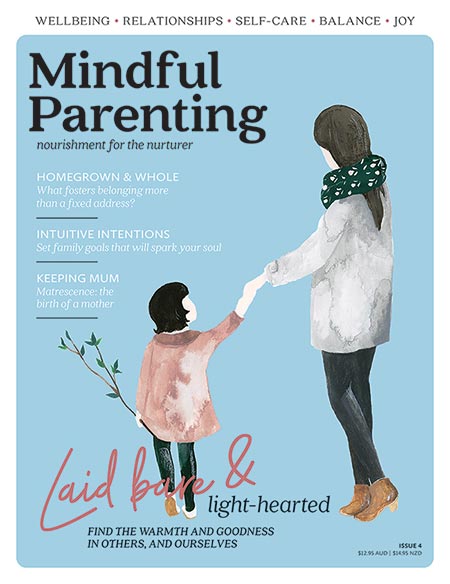 WELLBEING • RELATIONSHIPS • SELF-CARE • BALANCE • JOY
Mindful
Parenting
nourishment for the nurturer
HOMEGROWN & WHOLE
What fosters belonging more
than a fixed address?
INTUITIVE INTENTIONS
Set family goals that will spark your soul
KEEPING MUM
Matrescence: the
birth of a mother
Laid bare &
light-hearted
FIND THE WARMTH AND GOODNESS
IN OTHERS, AND OURSELVES
ISSUE 4
$12.95 AUD | $14.95 NZD